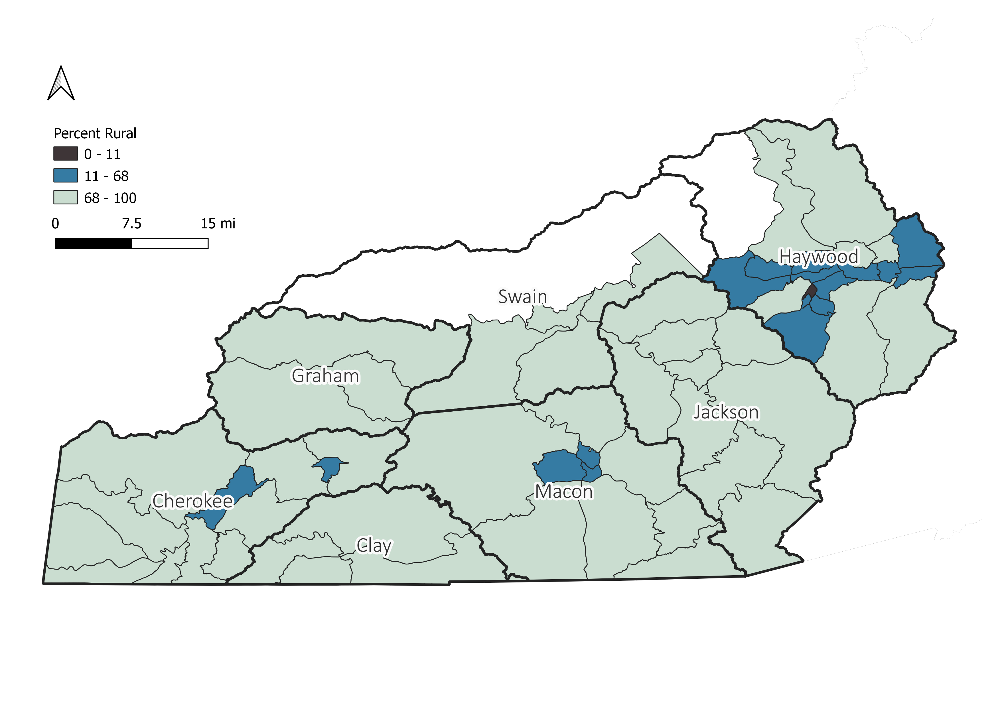 Percent Rural
0 - 11
11 - 68
68 - 100
0 7.5 15 mi
Haywood
Swain
Graham
Jackson
Macon
Cherokee
Clay